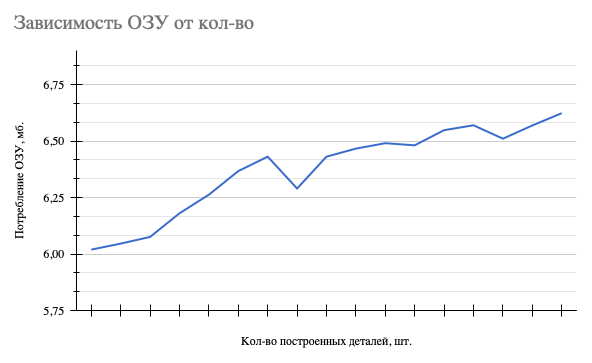 Зависимость ОЗУ от кол-во
Потребление ОЗУ, мб.
6,75
6,50
6,25
6,00
5,75
Кол-во построенных деталей, шт.